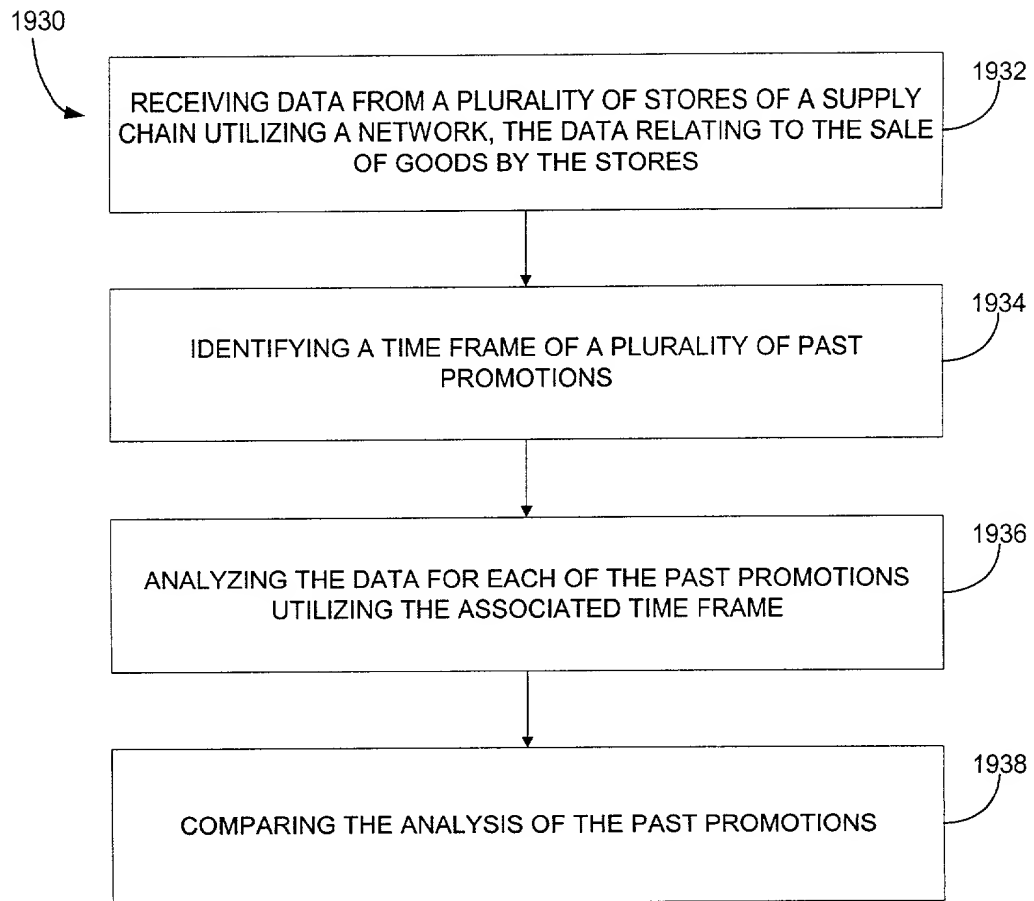 1930
1932
RECEIVING DATA FROM A PLURALITY OF STORES OF A SUPPLY
CHAIN UTILIZING A NETWORK, THE DATA RELATING TO THE SALE
OF GOODS BY THE STORES
1934
IDENTIFYING A TIME FRAME OF A PLURALITY OF PAST
PROMOTIONS
1936
ANALYZING THE DATA FOR EACH OF THE PAST PROMOTIONS
UTILIZING THE ASSOCIATED TIME FRAME
1938
COMPARING THE ANALYSIS OF THE PAST PROMOTIONS